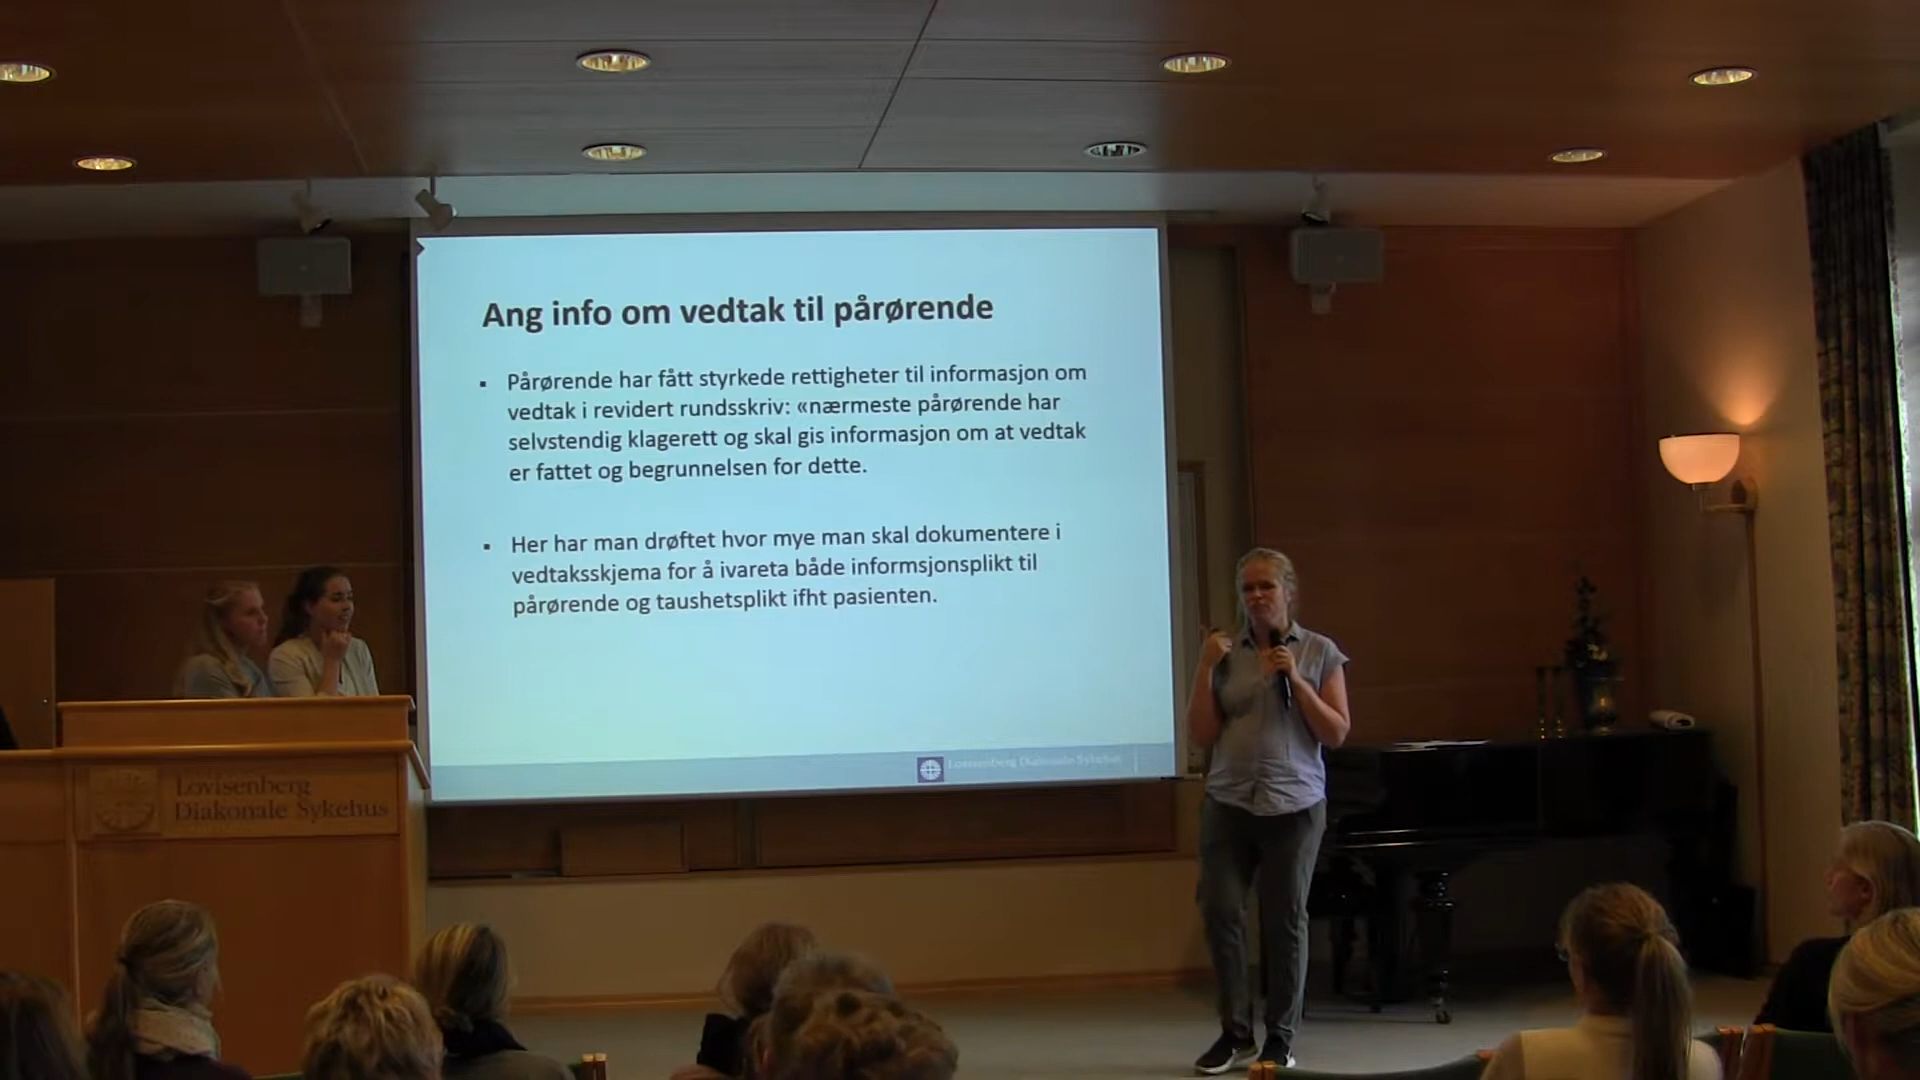 Ang info om vedtak til pårørende
▪ Pårørende har fått styrkede rettigheter til informasjon om
vedtak i revidert rundsskriv: «nærmeste pårørende har
selvstendig klagerett og skal gis informasjon om at vedtak
er fattet og begrunnelsen for dette.
▪ Her har man drøftet hvor mye man skal dokumentere i
vedtaksskjema for å ivareta både informsjonsplikt til
pårørende og taushetsplikt ifht pasienten.
Lovisenberg Diakonale Sykehus
Lovisenberg
Diakonale Sykehus